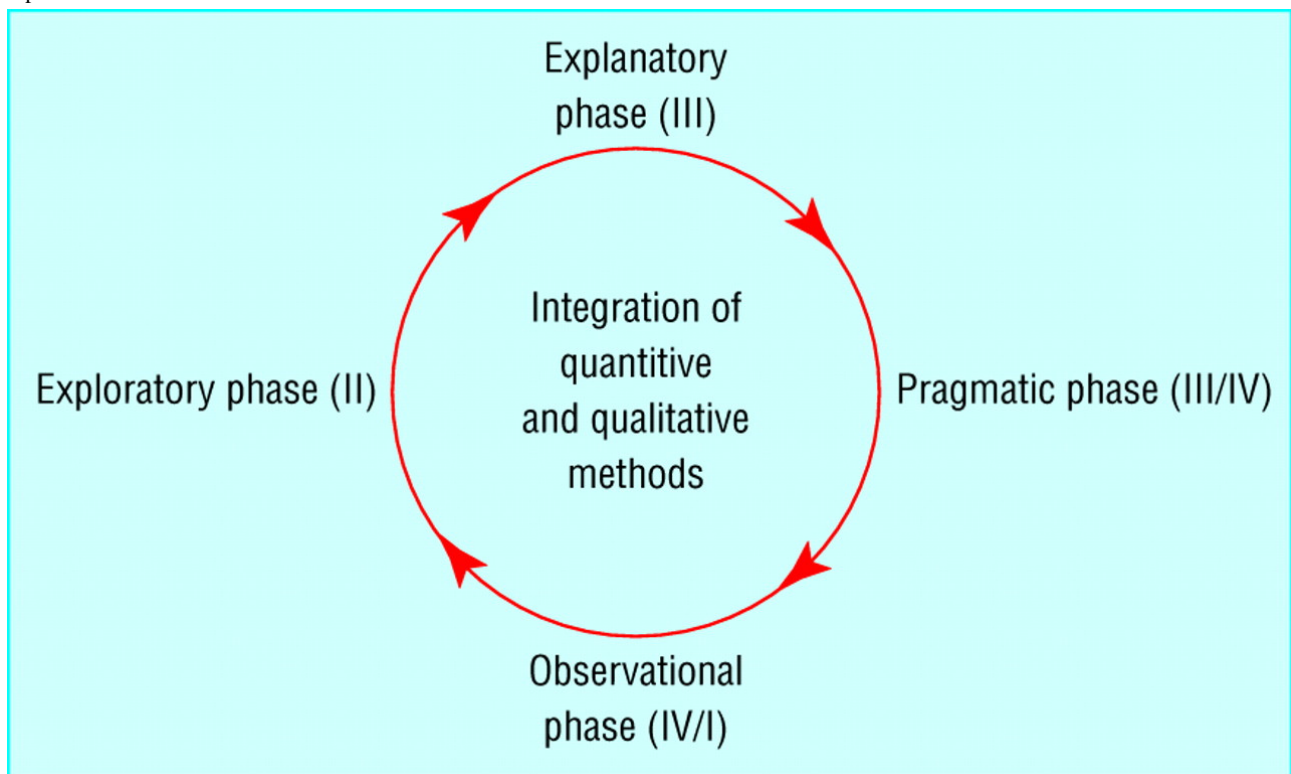 Explanatory
phase (III)
Integration of
quantitive
and qualitative
methods
Exploratory phase (II)
Pragmatic phase (III/IV)
Observational
phase (IV/I)